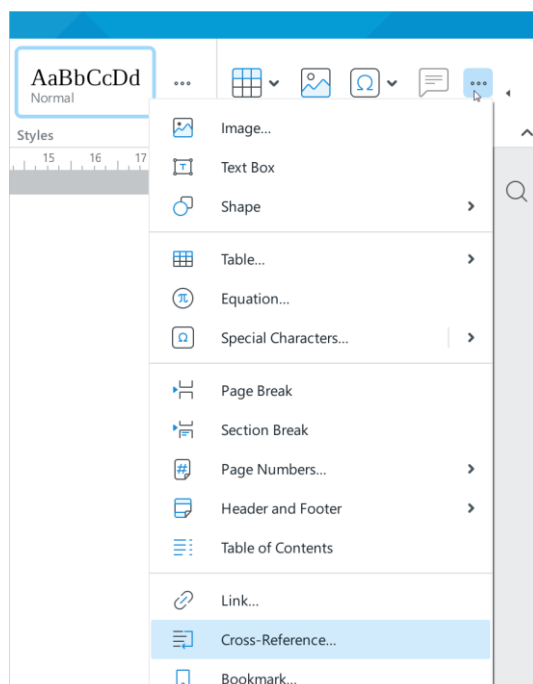 AaBbCcDd
Normal
Ω
Styles
15 16 17
Image...
T Text Box
Shape
Table...
π Equation...
Ω Special Characters...
Page Break
Section Break
# Page Numbers...
Header and Footer
Table of Contents
Link...
Cross-Reference...
Bookmark...